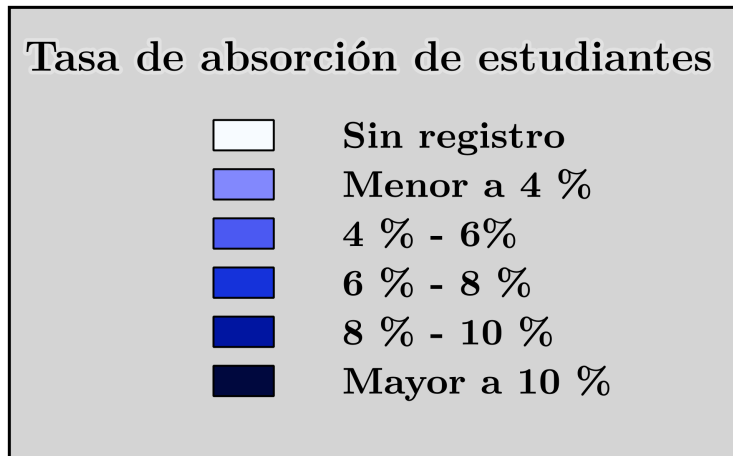 Tasa de absorción de estudiantes
Sin registro
Menor a 4 %
4 % - 6%
6 % - 8 %
8 % - 10 %
Mayor a 10 %